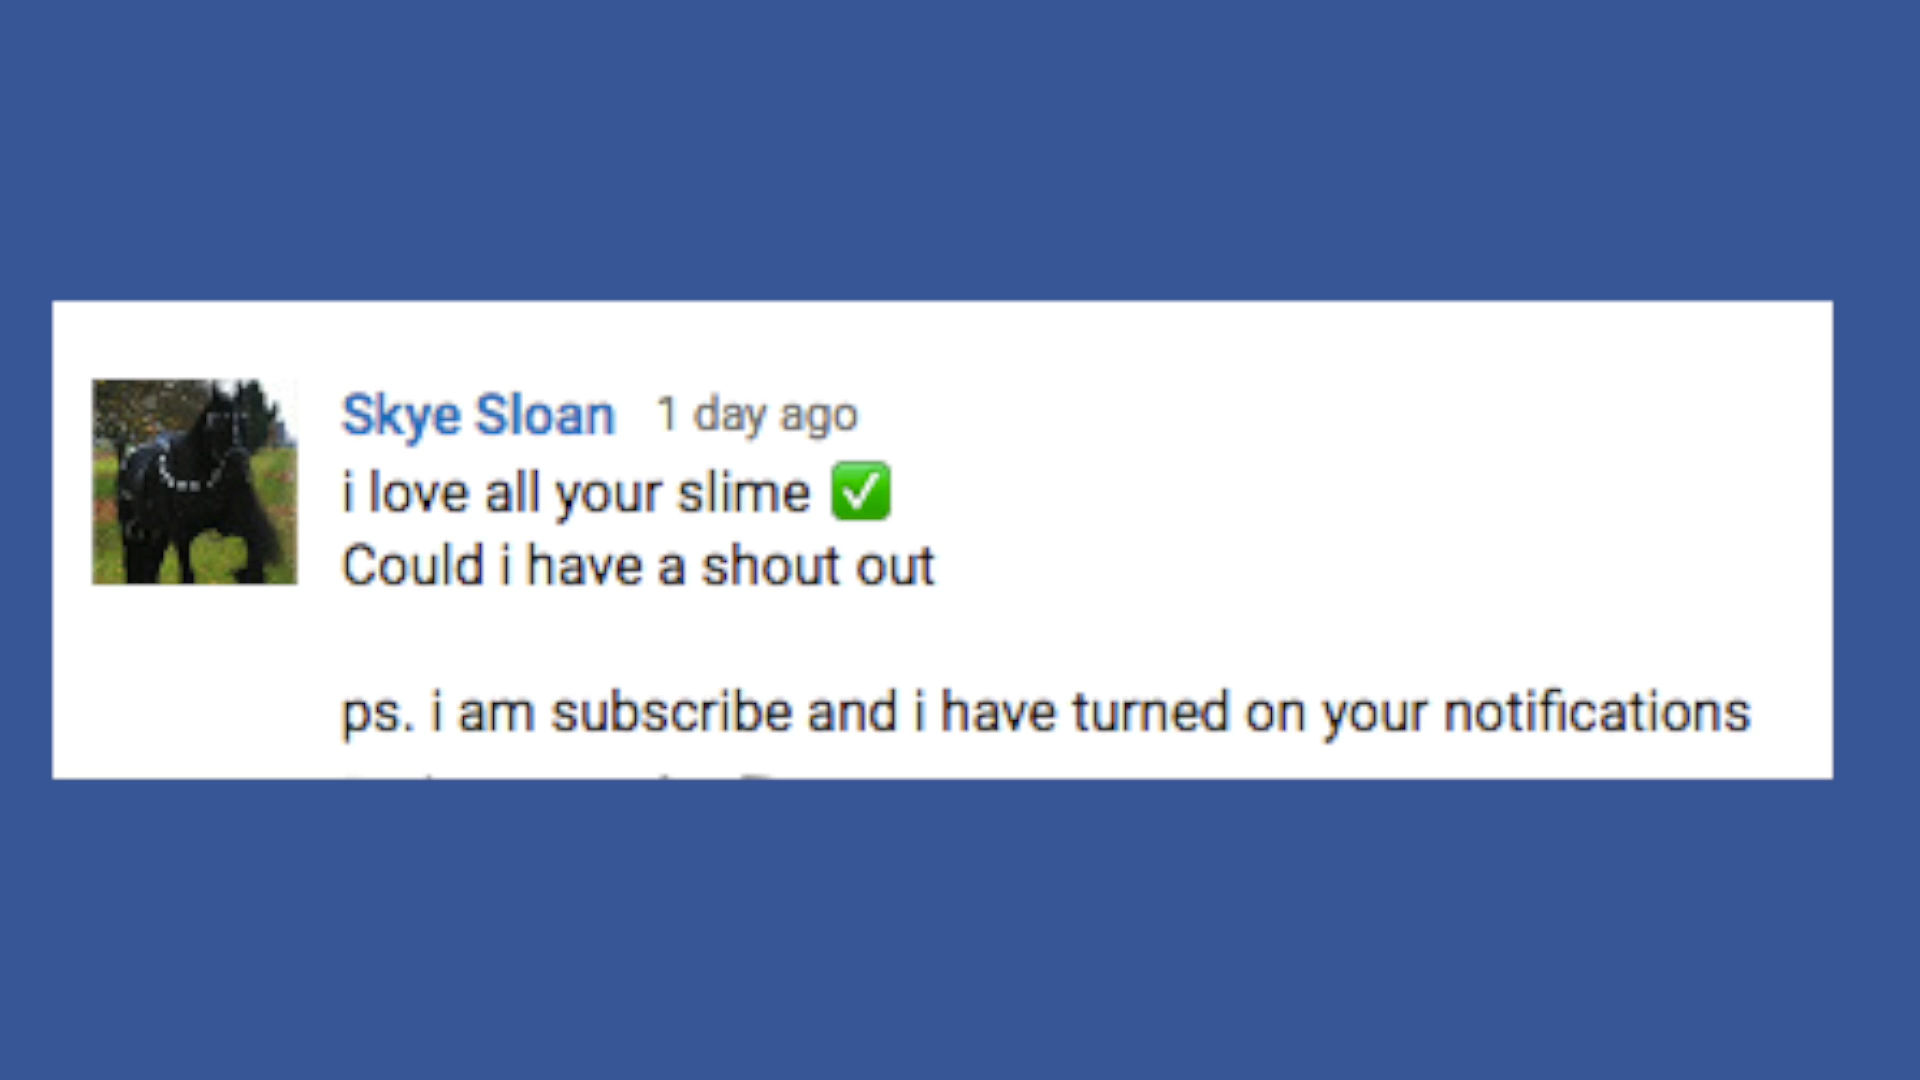 Skye Sloan 1 day ago
i love all your slime ✅
Could i have a shout out
ps. i am subscribe and i have turned on your notifications